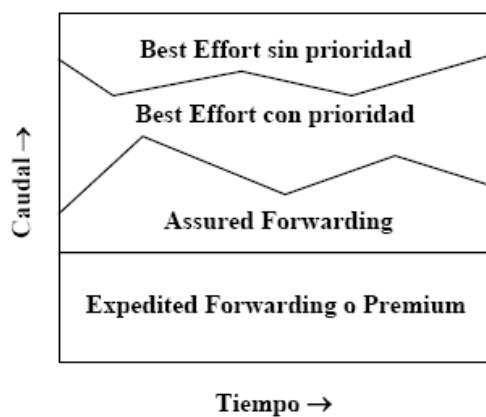 Best Effort sin prioridad
Best Effort con prioridad
Caudal →
Assured Forwarding
Expedited Forwarding o Premium
Tiempo →